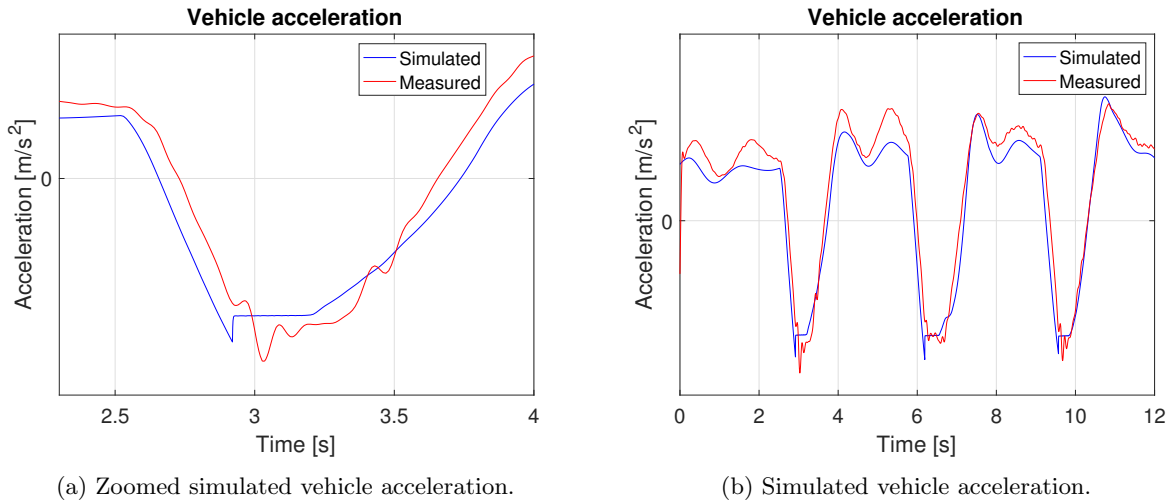 Vehicle acceleration
Simulated
Measured
0
Acceleration [m/s²]
2.5
3
3.5
4
Time [s]
(a) Zoomed simulated vehicle acceleration.
Vehicle acceleration
Simulated
Measured
0
Acceleration [m/s²]
0
2
4
6
8
10
12
Time [s]
(b) Simulated vehicle acceleration.